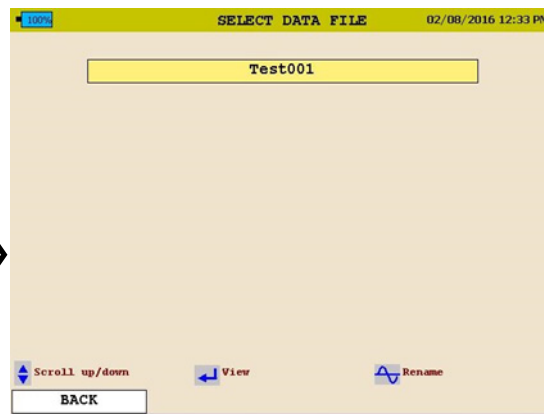 100% SELECT DATA FILE 02/08/2016 12:33 PM
Test001
Scroll up/down View Rename
BACK